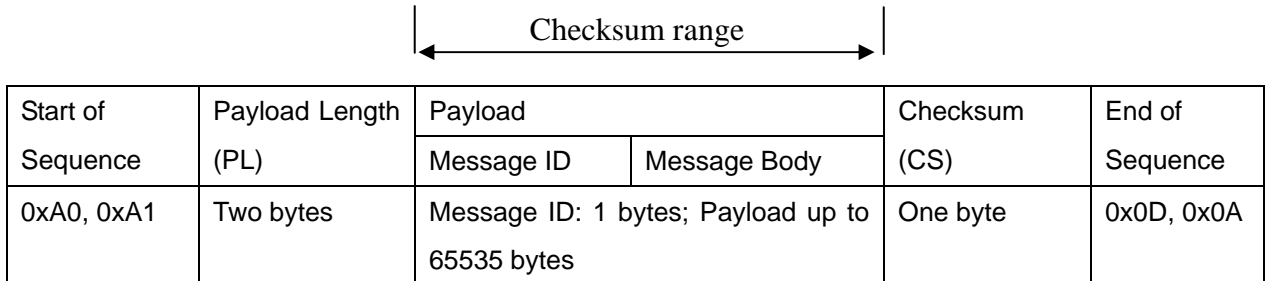 Checksum range
Start of Sequence
Payload Length (PL)
Payload
Message ID
Message Body
Checksum (CS)
End of Sequence
0xA0, 0xA1
Two bytes
Message ID: 1 bytes; Payload up to
65535 bytes
One byte
0x0D, 0x0A